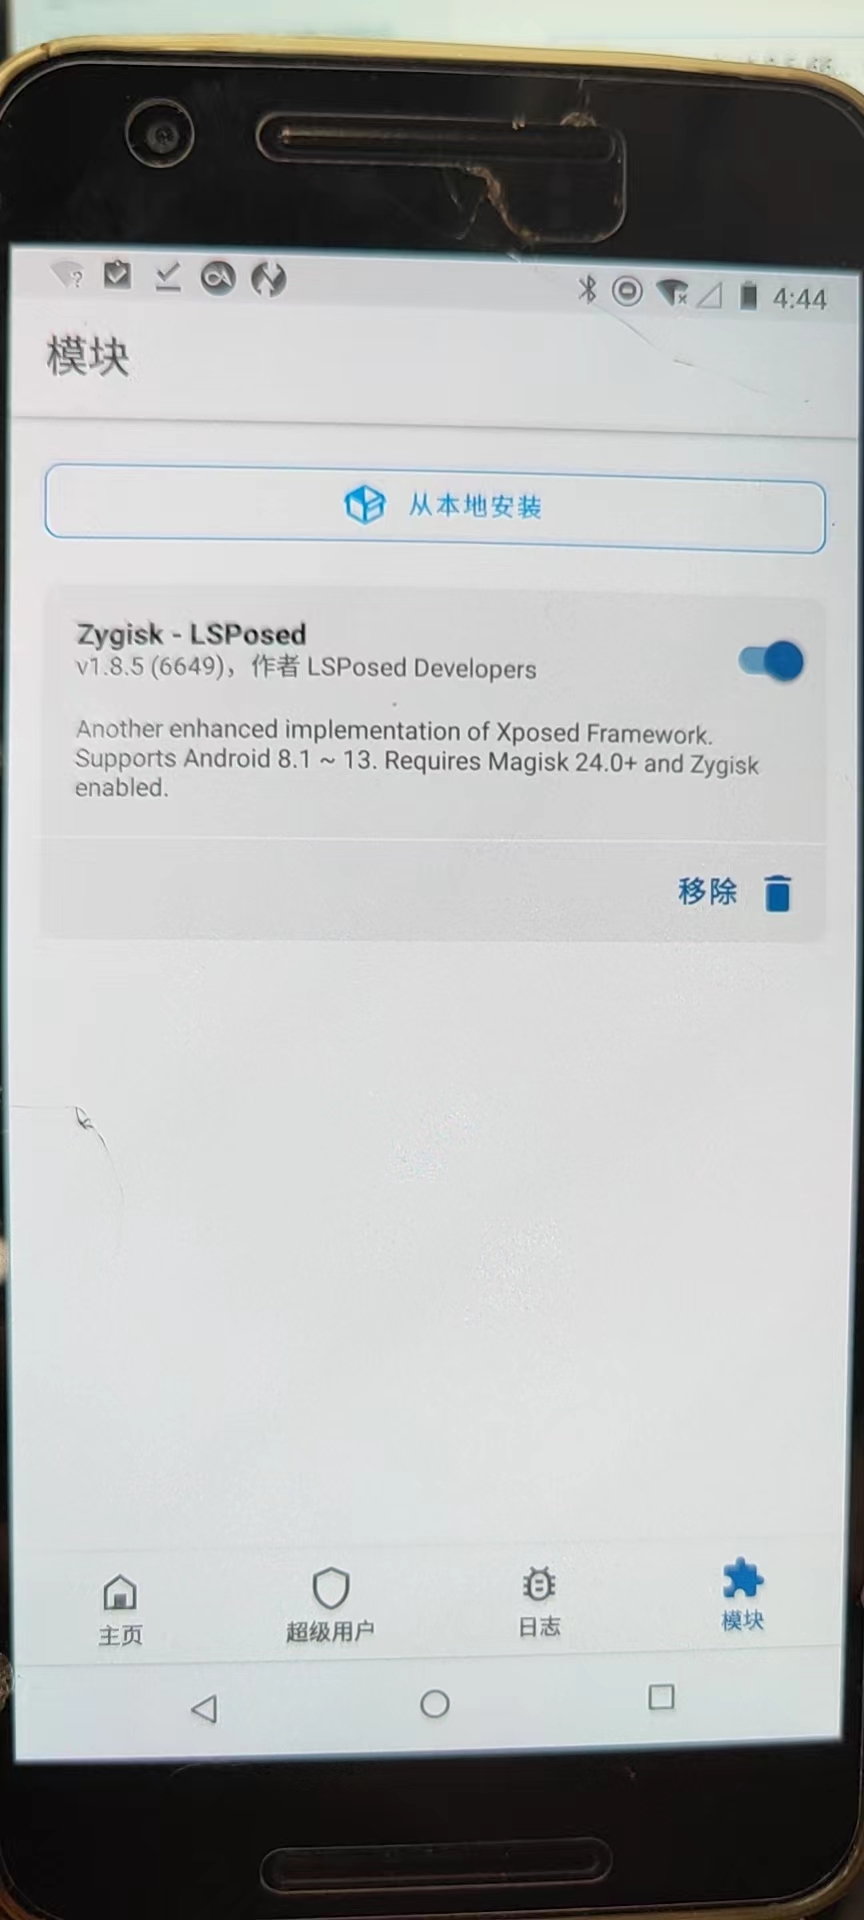 4:44
模块
从本地安装
Zygisk - LSPosed
v1.8.5 (6649)，作者 LSPosed Developers
Another enhanced implementation of Xposed Framework.
Supports Android 8.1 ~ 13. Requires Magisk 24.0+ and Zygisk
enabled.
移除
主页
超级用户
日志
模块